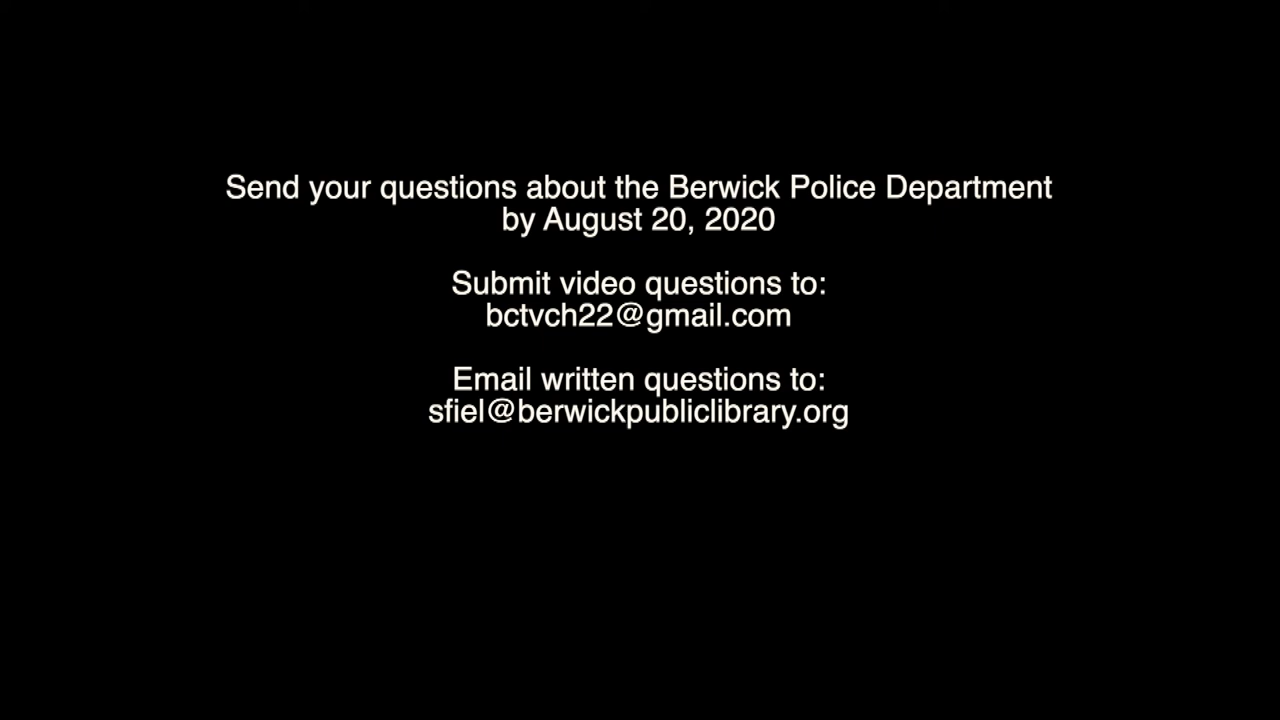 Send your questions about the Berwick Police Department
by August 20, 2020
Submit video questions to:
bctvch22@gmail.com
Email written questions to:
sfiel@berwickpubliclibrary.org